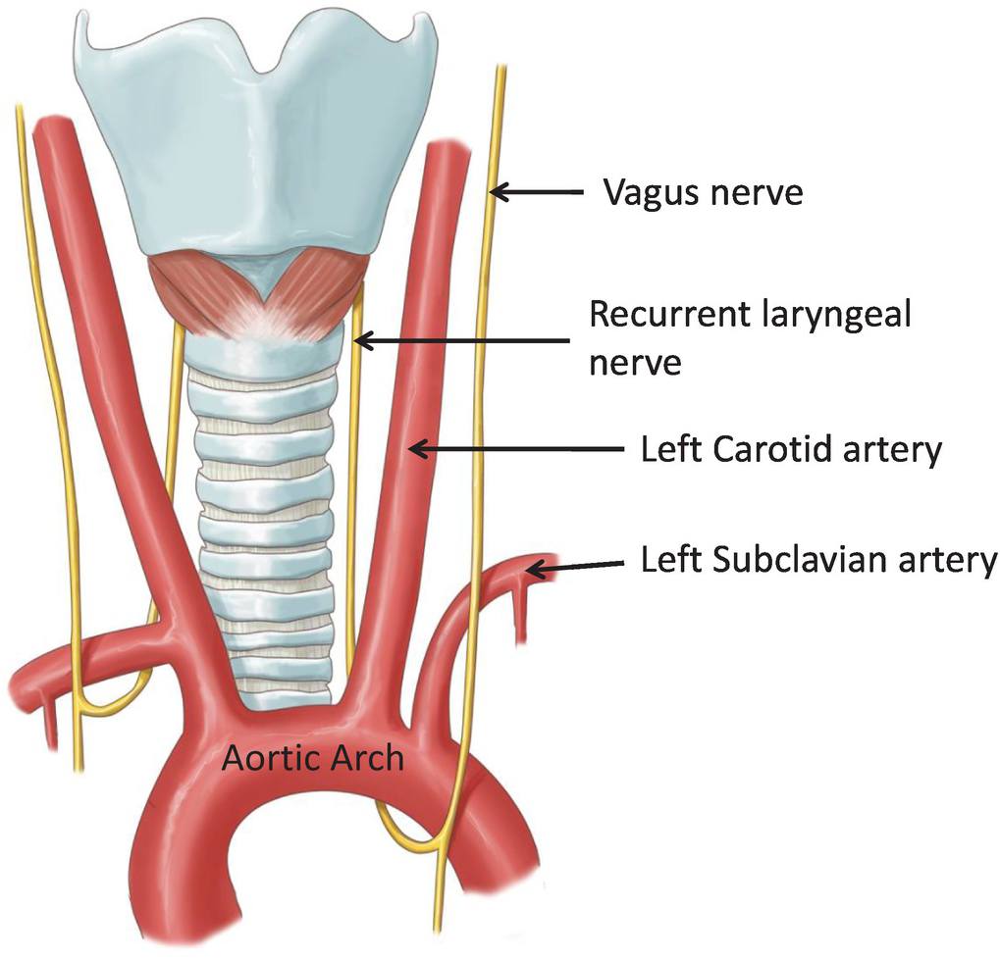 Vagus nerve
Recurrent laryngeal
nerve
Left Carotid artery
Left Subclavian artery
Aortic Arch